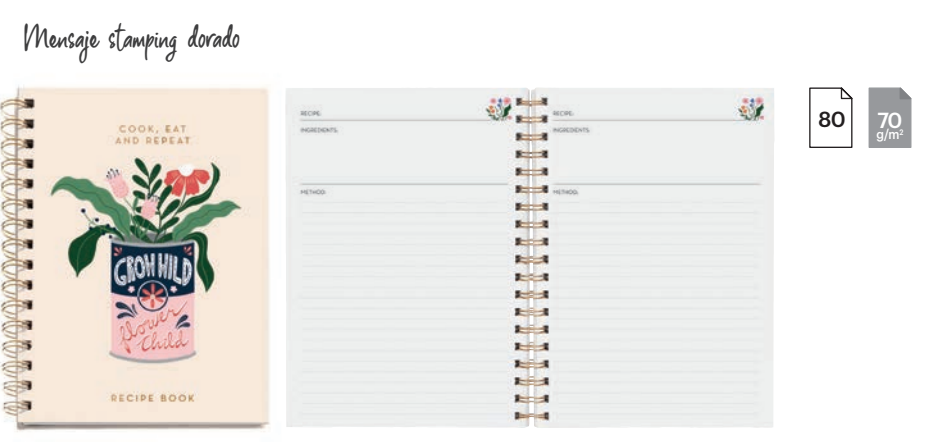 Mensaje stamping dorado
COOK, EAT
AND REPEAT
GROW WILD
flower
child
RECIPE BOOK
RECIPE:
INGREDIENTS:
METHOD:
RECIPE:
INGREDIENTS:
METHOD:
80
70
g/m²